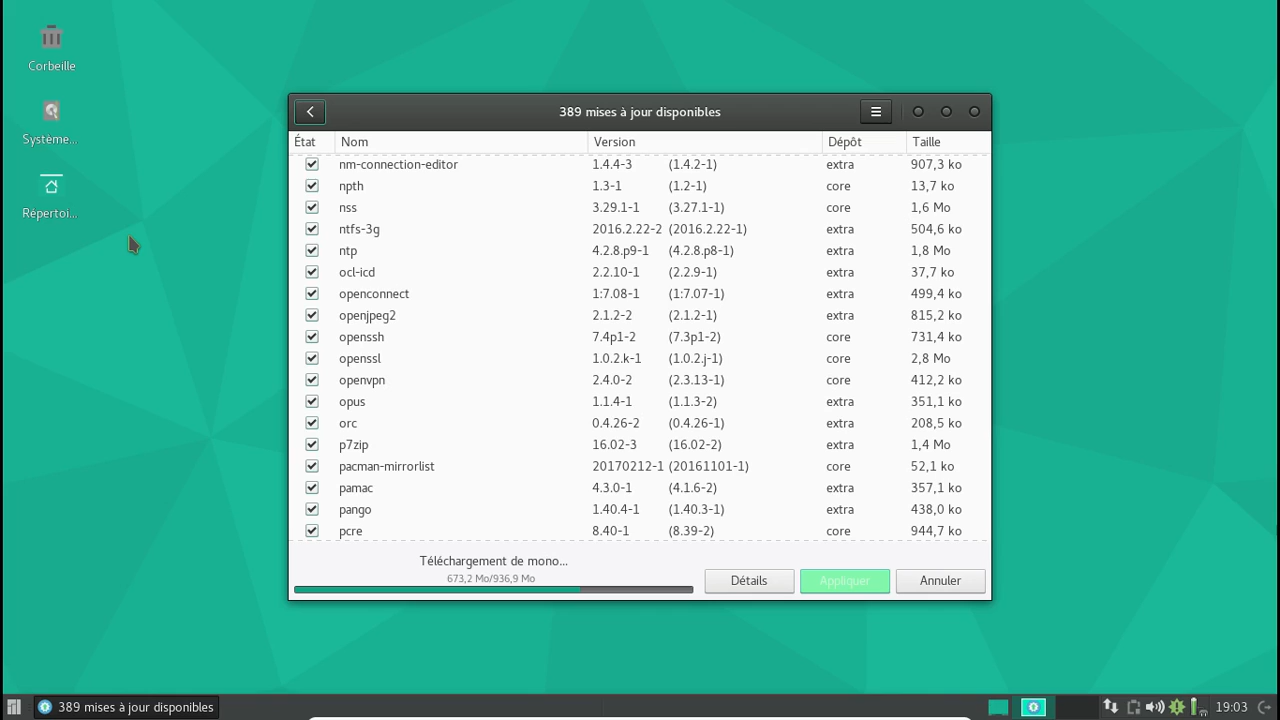 Corbeille
Système...
Répertoi...
389 mises à jour disponibles
État Nom Version Dépôt Taille
nm-connection-editor 1.4.4-3 (1.4.2-1) extra 907,3 ko
npth 1.3-1 (1.2-1) core 13,7 ko
nss 3.29.1-1 (3.27.1-1) core 1,6 Mo
ntfs-3g 2016.2.22-2 (2016.2.22-1) extra 504,6 ko
ntp 4.2.8.p9-1 (4.2.8.p8-1) extra 1,8 Mo
ocl-icd 2.2.10-1 (2.2.9-1) extra 37,7 ko
openconnect 1:7.08-1 (1:7.07-1) extra 499,4 ko
openjpeg2 2.1.2-2 (2.1.2-1) extra 815,2 ko
openssh 7.4p1-2 (7.3p1-2) core 731,4 ko
openssl 1.0.2.k-1 (1.0.2.j-1) core 2,8 Mo
openvpn 2.4.0-2 (2.3.13-1) core 412,2 ko
opus 1.1.4-1 (1.1.3-2) extra 351,1 ko
orc 0.4.26-2 (0.4.26-1) extra 208,5 ko
p7zip 16.02-3 (16.02-2) extra 1,4 Mo
pacman-mirrorlist 20170212-1 (20161101-1) core 52,1 ko
pamac 4.3.0-1 (4.1.6-2) extra 357,1 ko
pango 1.40.4-1 (1.40.3-1) extra 438,0 ko
pcre 8.40-1 (8.39-2) core 944,7 ko
Téléchargement de mono...
673,2 Mo/936,9 Mo
Détails Appliquer Annuler
389 mises à jour disponibles 19:03